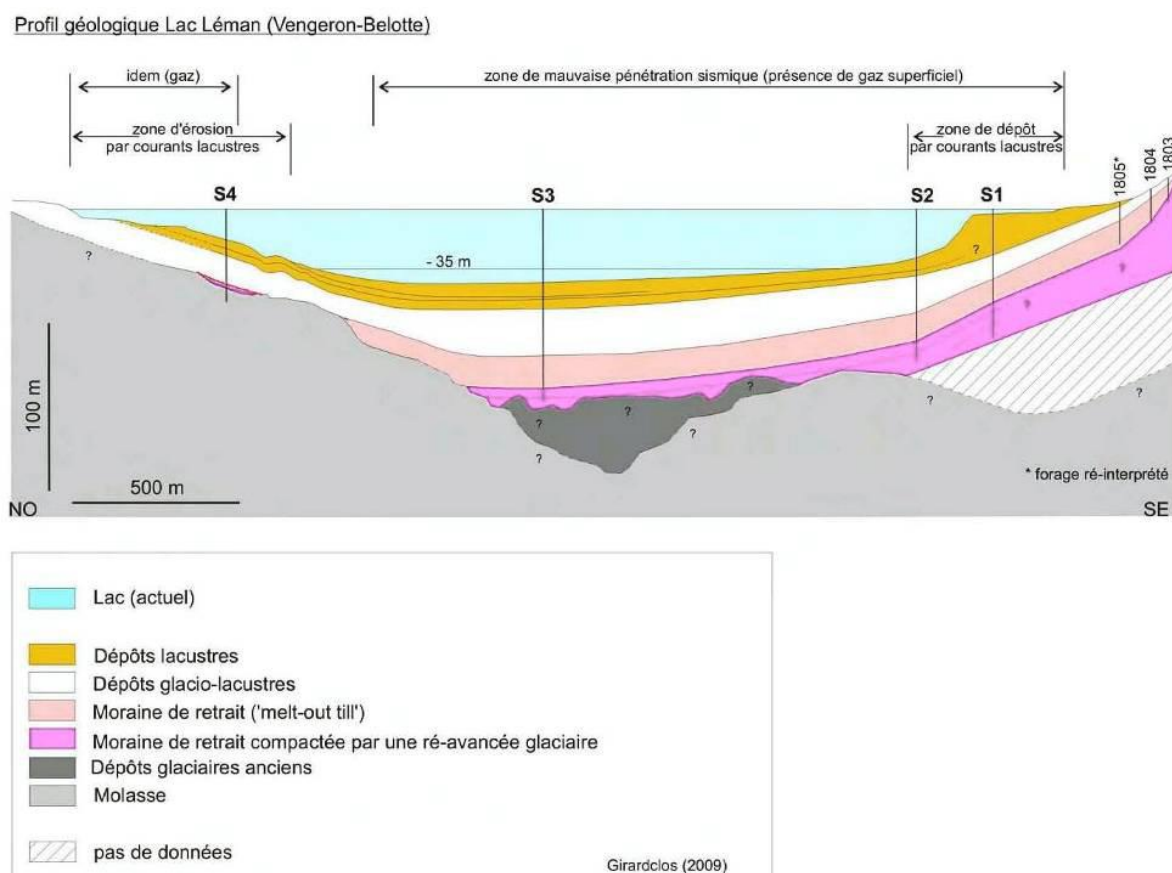 Profil géologique Lac Léman (Vengeron-Belotte)
idem (gaz)
zone de mauvaise pénétration sismique (présence de gaz superficiel)
zone d'érosion
par courants lacustres
zone de dépôt
par courants lacustres
1805*
1804
1803
S4
S3
S2
S1
?
?
- 35 m
?
?
?
100 m
?
?
?
?
?
?
?
500 m
* forage ré-interprété
NO
SE
Lac (actuel)
Dépôts lacustres
Dépôts glacio-lacustres
Moraine de retrait ('melt-out till')
Moraine de retrait compactée par une ré-avancée glaciaire
Dépôts glaciaires anciens
Molasse
pas de données
Girardclos (2009)